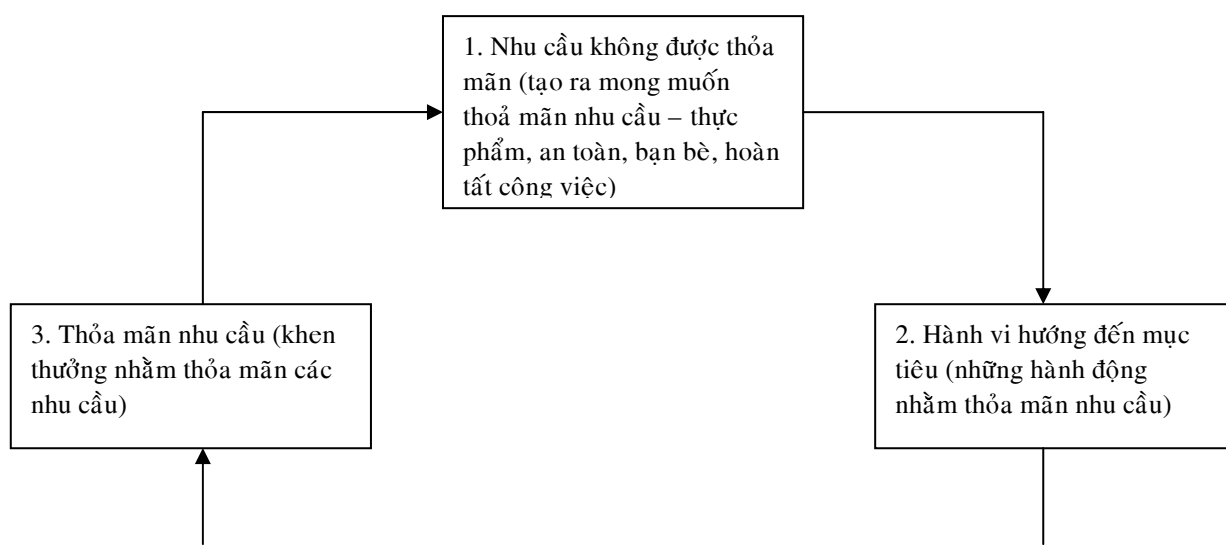 1. Nhu cầu không được thỏa
mãn (tạo ra mong muốn
thoả mãn nhu cầu – thực
phẩm, an toàn, bạn bè, hoàn
tất công việc)
3. Thỏa mãn nhu cầu (khen
thưởng nhằm thỏa mãn các
nhu cầu)
2. Hành vi hướng đến mục
tiêu (những hành động
nhằm thỏa mãn nhu cầu)